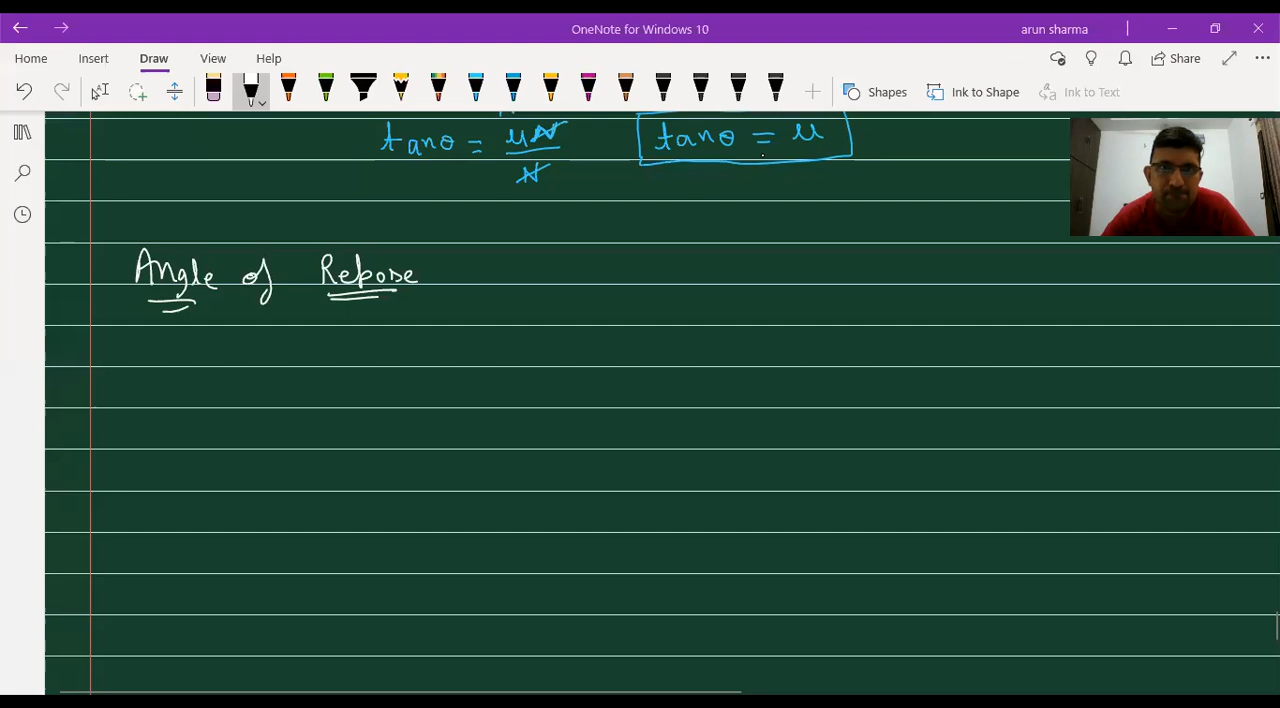 OneNote for Windows 10
arun sharma
Home Insert Draw View Help
Share
Shapes Ink to Shape Ink to Text
tanθ = μN/N
tanθ = μ
Angle of Repose